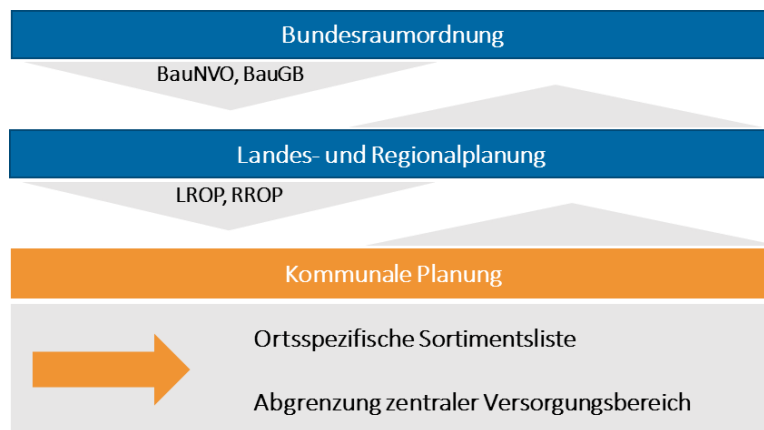 Bundesraumordnung
BauNVO, BauGB
Landes- und Regionalplanung
LROP, RROP
Kommunale Planung
Ortsspezifische Sortimentsliste
Abgrenzung zentraler Versorgungsbereich